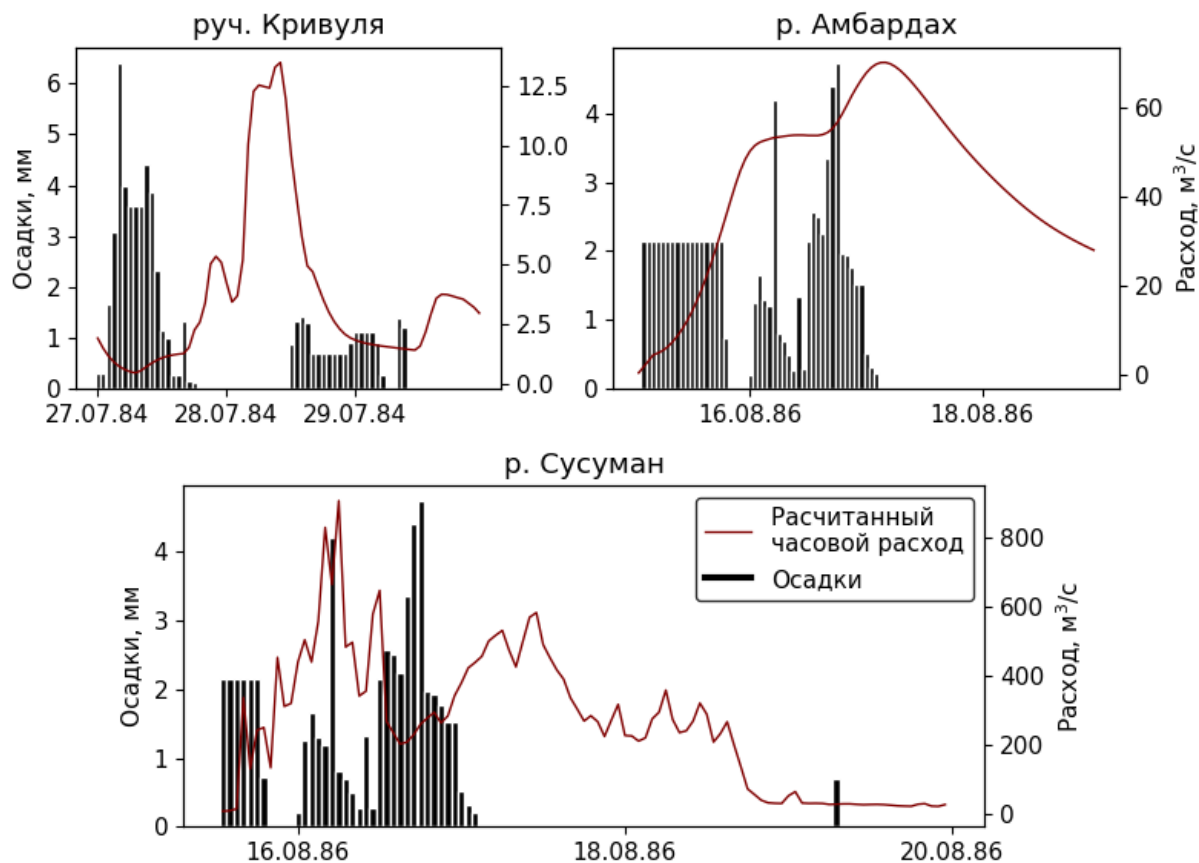 руч. Кривуля
Осадки, мм
6
5
4
3
2
1
0
12.5
10.0
7.5
5.0
2.5
0.0
27.07.84 28.07.84 29.07.84
р. Амбардах
4
3
2
1
0
60
40
20
0
Расход, м³/с
16.08.86 18.08.86
р. Сусуман
Осадки, мм
4
3
2
1
0
Расчитанный
часовой расход
Осадки
800
600
400
200
0
Расход, м³/с
16.08.86 18.08.86 20.08.86